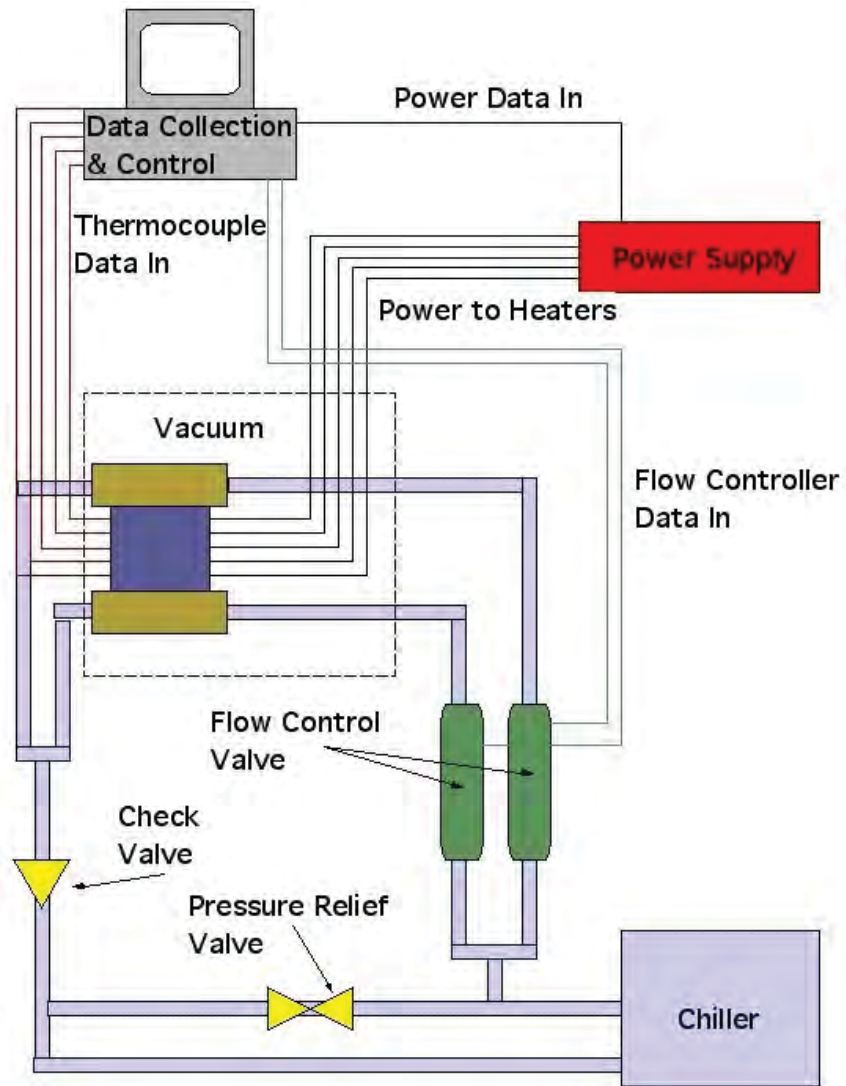 Power Data In
Data Collection
& Control
Thermocouple
Data In
Power Supply
Power to Heaters
Vacuum
Flow Controller
Data In
Flow Control
Valve
Check
Valve
Pressure Relief
Valve
Chiller